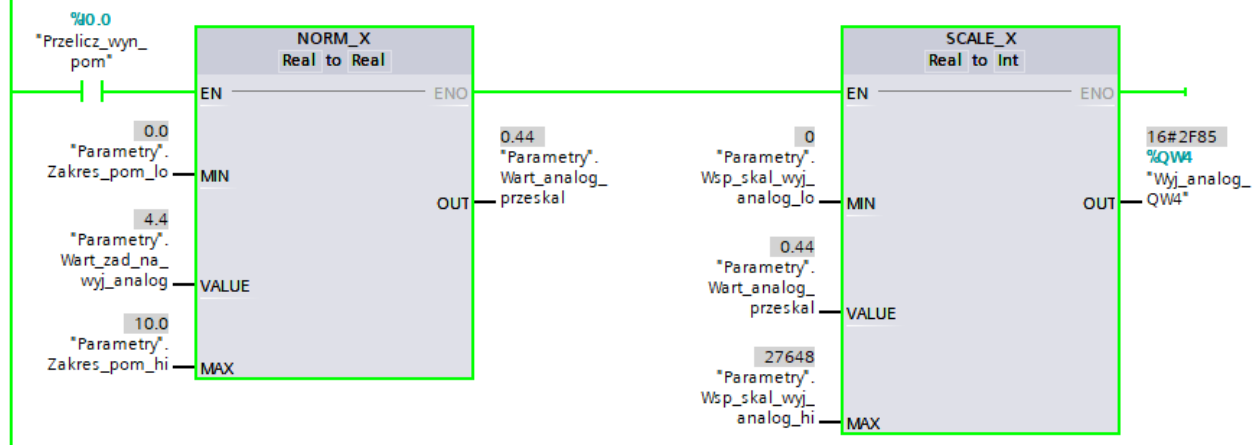 %I0.0
"Przelicz_wyn_
pom"
NORM_X
Real to Real
EN
ENO
0.0
"Parametry".
Zakres_pom_lo
MIN
4.4
"Parametry".
Wart_zad_na_
wyj_analog
VALUE
10.0
"Parametry".
Zakres_pom_hi
MAX
0.44
"Parametry".
Wart_analog_
przeskal
OUT
SCALE_X
Real to Int
EN
ENO
0
"Parametry".
Wsp_skal_wyj_
analog_lo
MIN
0.44
"Parametry".
Wart_analog_
przeskal
VALUE
27648
"Parametry".
Wsp_skal_wyj_
analog_hi
MAX
16#2F85
%QW4
"Wyj_analog_
QW4"
OUT